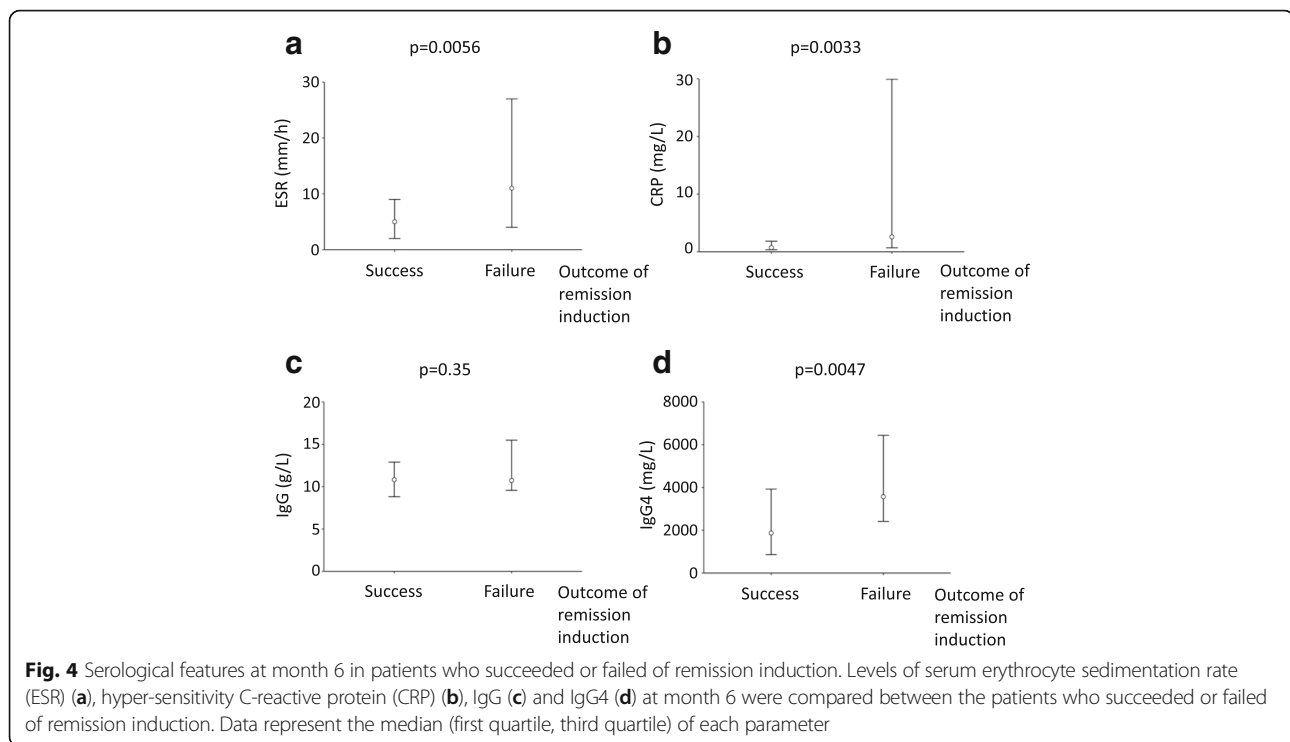 a
p=0.0056
30
20
10
0
ESR (mm/h)
Success
Failure
Outcome of
remission
induction
b
p=0.0033
30
20
10
0
CRP (mg/L)
Success
Failure
Outcome of
remission
induction
c
p=0.35
20
15
10
5
0
IgG (g/L)
Success
Failure
Outcome of
remission
induction
d
p=0.0047
8000
6000
4000
2000
0
IgG4 (mg/L)
Success
Failure
Outcome of
remission
induction
Fig. 4 Serological features at month 6 in patients who succeeded or failed of remission induction. Levels of serum erythrocyte sedimentation rate
(ESR) (a), hyper-sensitivity C-reactive protein (CRP) (b), IgG (c) and IgG4 (d) at month 6 were compared between the patients who succeeded or failed
of remission induction. Data represent the median (first quartile, third quartile) of each parameter